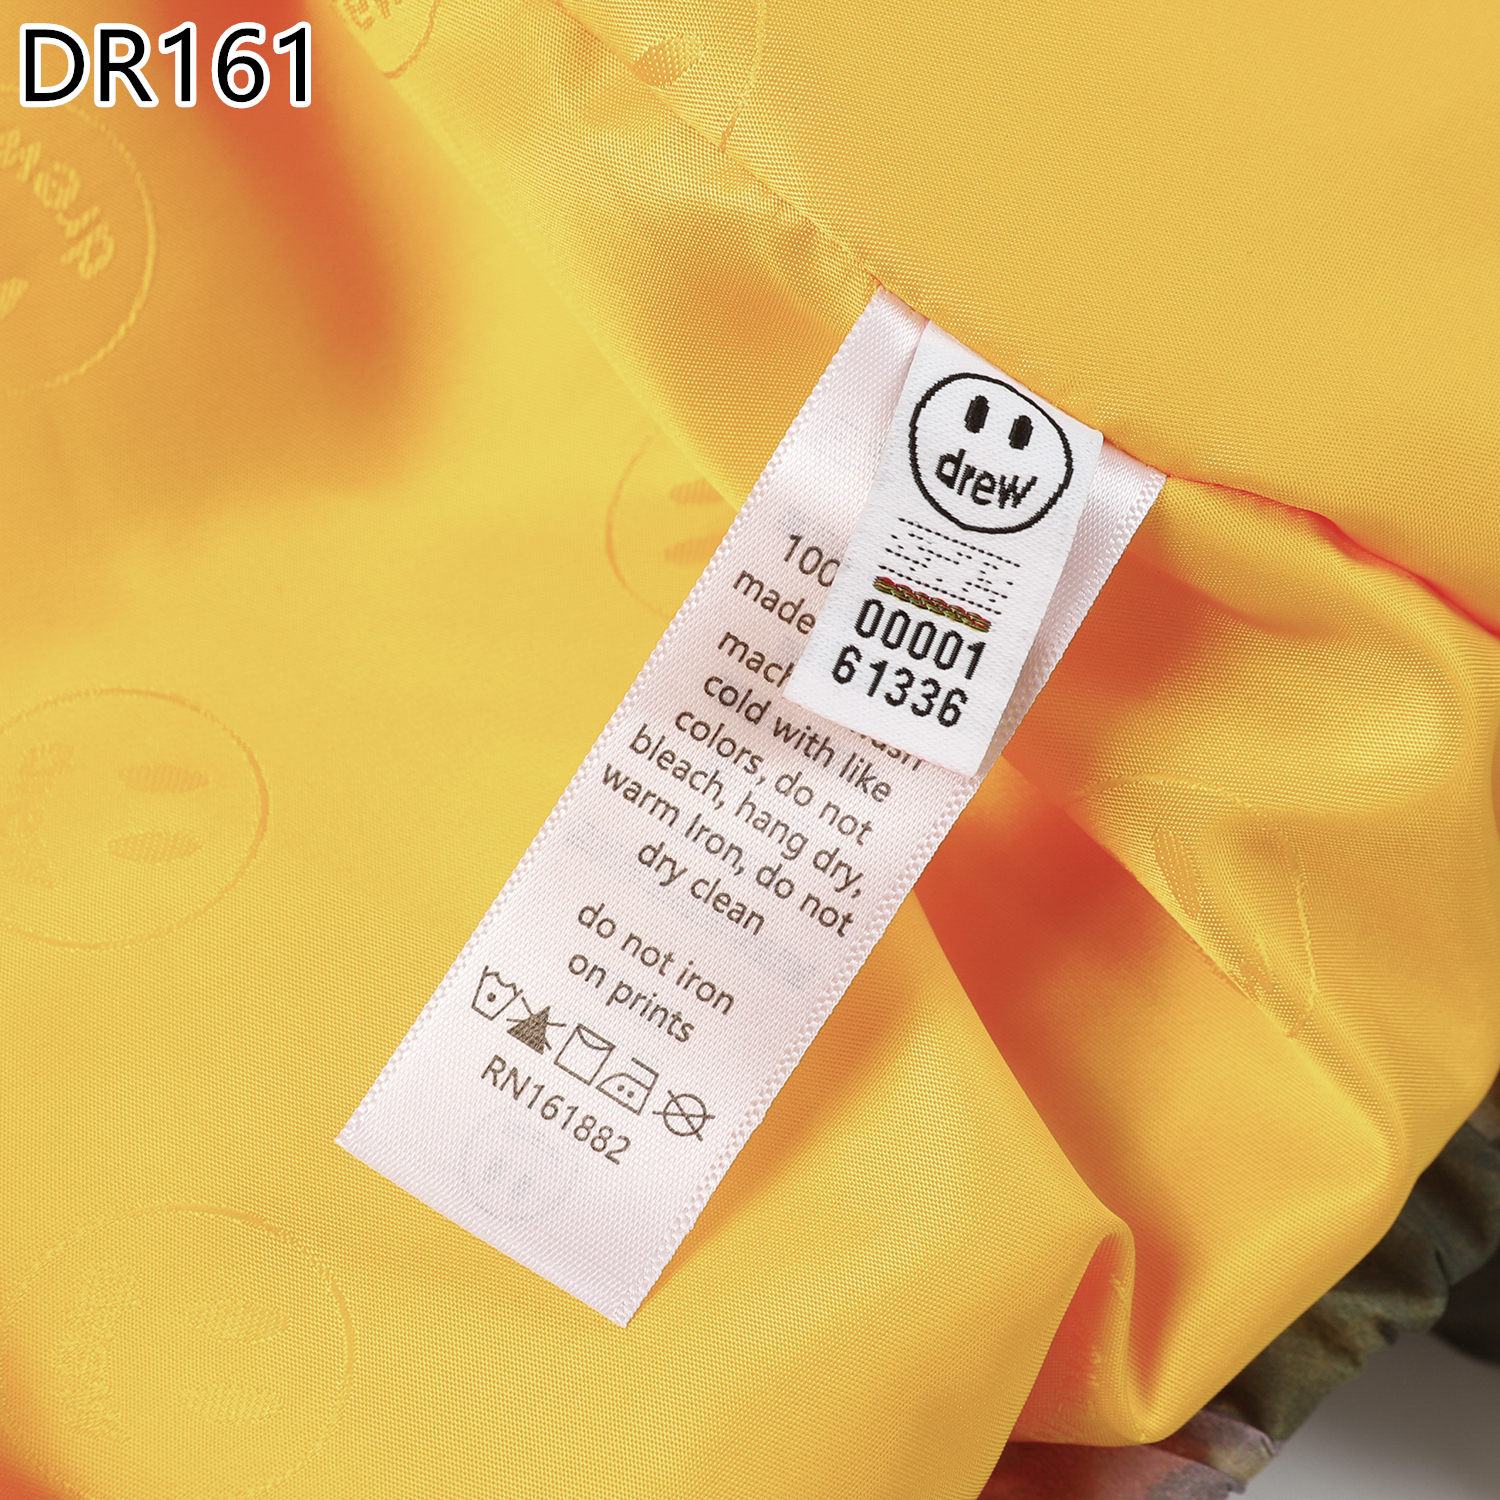 DR161
drew
drew
00001
61336
100
made
mach
cold with like
colors, do not
bleach, hang dry,
warm Iron, do not
dry clean
do not iron
on prints
RN161882